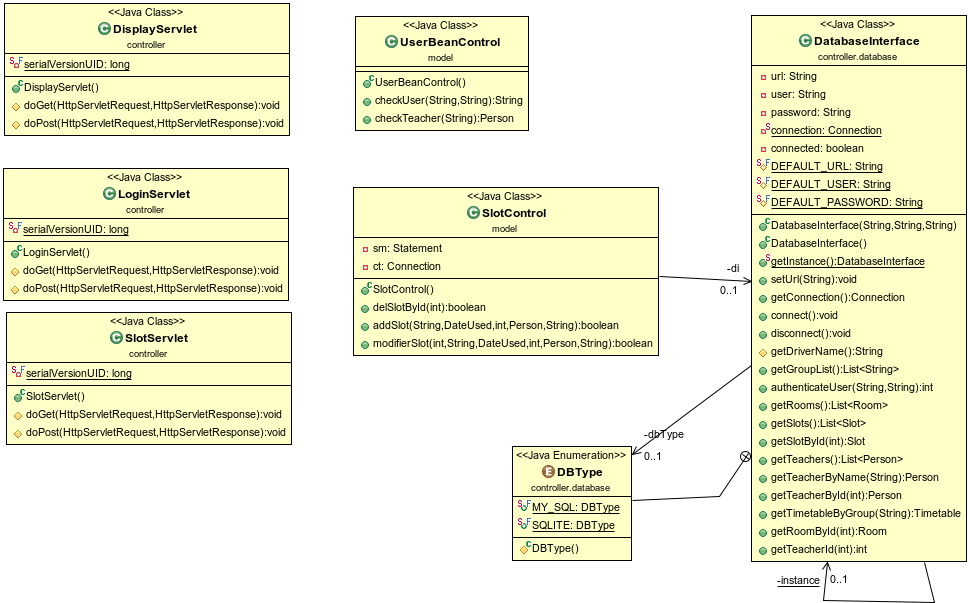 <<Java Class>>
DisplayServlet
controller
serialVersionUID: long
DisplayServlet()
doGet(HttpServletRequest,HttpServletResponse):void
doPost(HttpServletRequest,HttpServletResponse):void
<<Java Class>>
LoginServlet
controller
serialVersionUID: long
LoginServlet()
doGet(HttpServletRequest,HttpServletResponse):void
doPost(HttpServletRequest,HttpServletResponse):void
<<Java Class>>
SlotServlet
controller
serialVersionUID: long
SlotServlet()
doGet(HttpServletRequest,HttpServletResponse):void
doPost(HttpServletRequest,HttpServletResponse):void
<<Java Class>>
UserBeanControl
model
UserBeanControl()
checkUser(String,String):String
checkTeacher(String):Person
<<Java Class>>
SlotControl
model
sm: Statement
ct: Connection
SlotControl()
delSlotById(int):boolean
addSlot(String,DateUsed,int,Person,String):boolean
modifierSlot(int,String,DateUsed,int,Person,String):boolean
-di
0..1
-dbType
0..1
<<Java Enumeration>>
DBType
controller.database
MY_SQL: DBType
SQLITE: DBType
DBType()
<<Java Class>>
DatabaseInterface
controller.database
url: String
user: String
password: String
connection: Connection
connected: boolean
DEFAULT_URL: String
DEFAULT_USER: String
DEFAULT_PASSWORD: String
DatabaseInterface(String,String,String)
DatabaseInterface()
getInstance():DatabaseInterface
setUrl(String):void
getConnection():Connection
connect():void
disconnect():void
getDriverName():String
getGroupList():List<String>
authenticateUser(String,String):int
getRooms():List<Room>
getSlots():List<Slot>
getSlotById(int):Slot
getTeachers():List<Person>
getTeacherByName(String):Person
getTeacherById(int):Person
getTimetableByGroup(String):Timetable
getRoomById(int):Room
getTeacherId(int):int
-instance
0..1